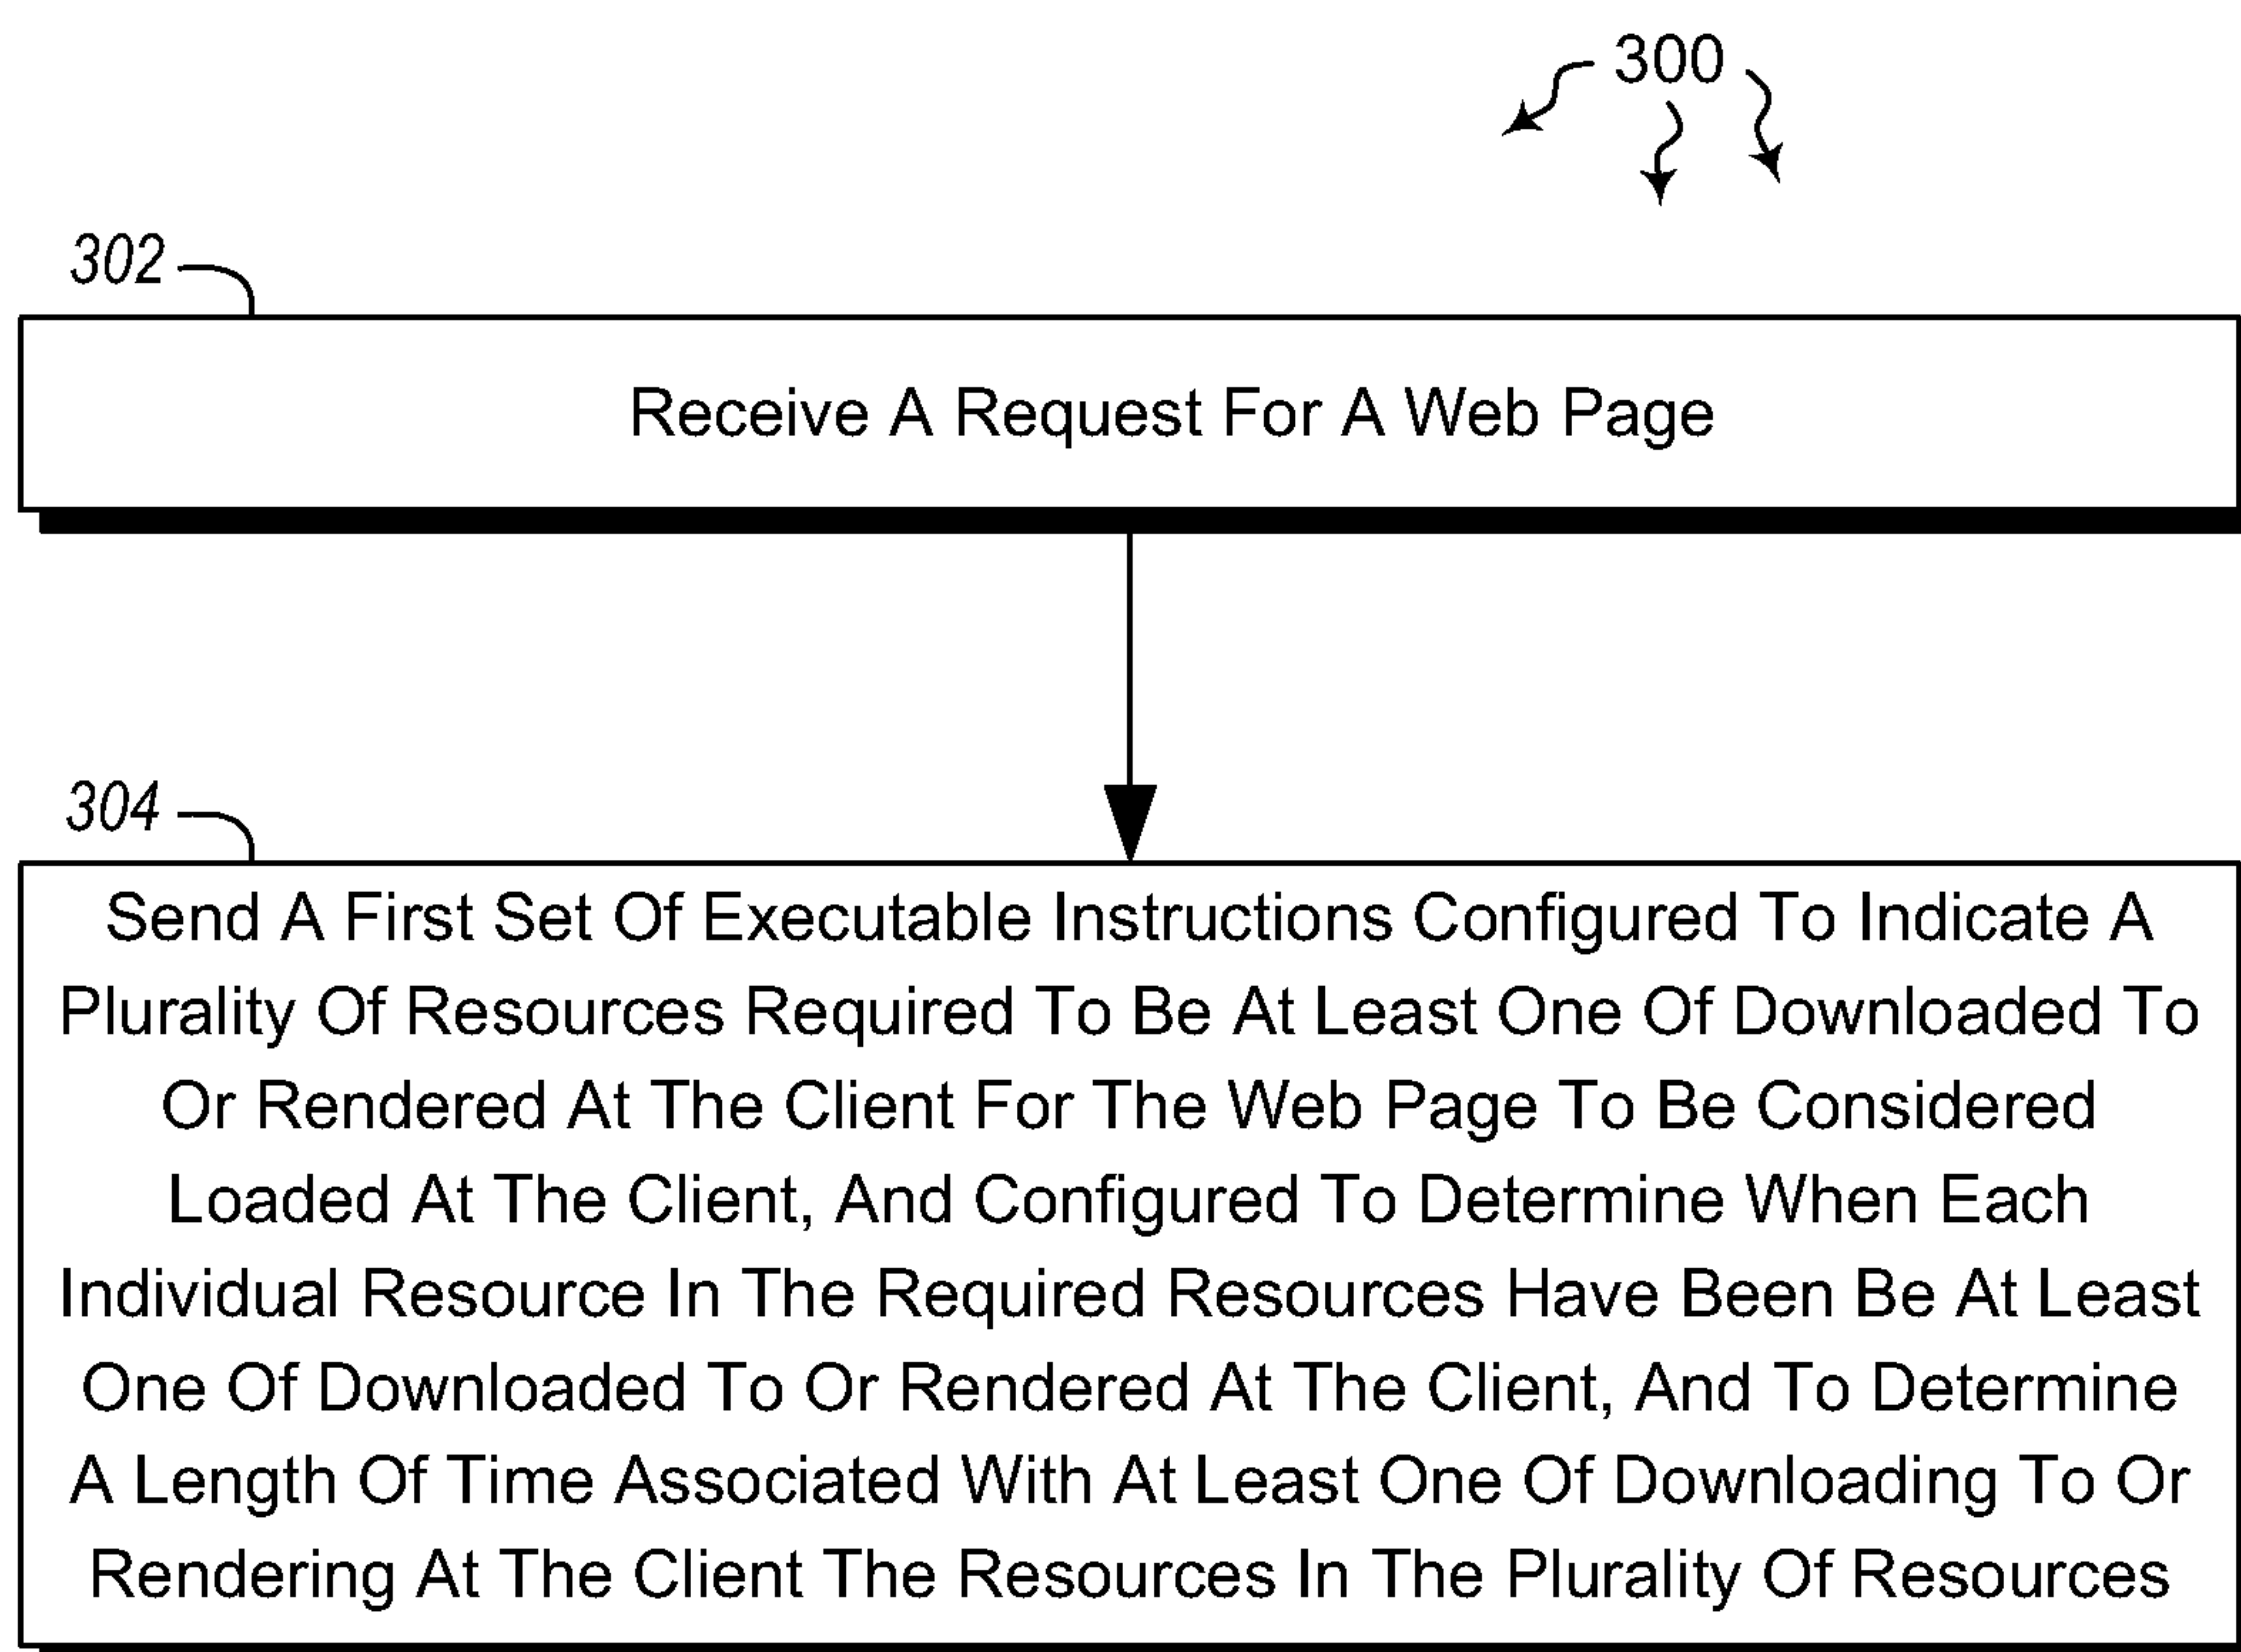 300
302
Receive A Request For A Web Page
304
Send A First Set Of Executable Instructions Configured To Indicate A
Plurality Of Resources Required To Be At Least One Of Downloaded To
Or Rendered At The Client For The Web Page To Be Considered
Loaded At The Client, And Configured To Determine When Each
Individual Resource In The Required Resources Have Been Be At Least
One Of Downloaded To Or Rendered At The Client, And To Determine
A Length Of Time Associated With At Least One Of Downloading To Or
Rendering At The Client The Resources In The Plurality Of Resources